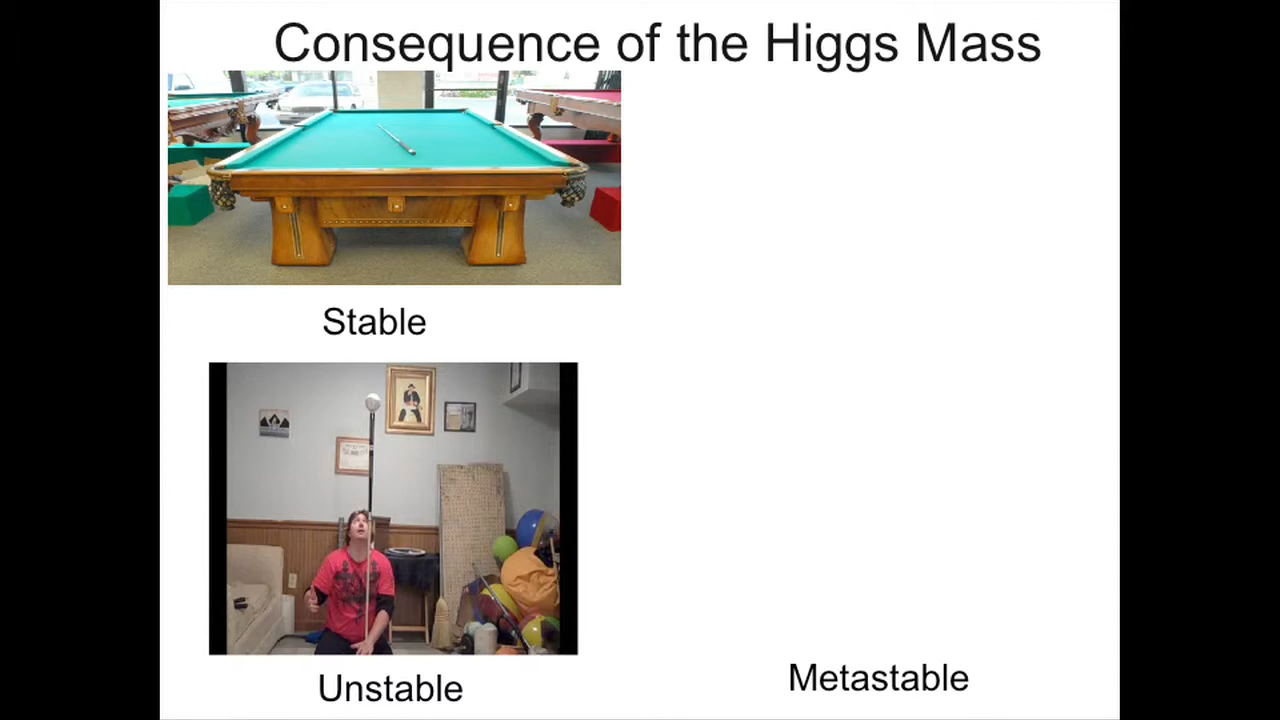 Consequence of the Higgs Mass
Stable
Unstable
Metastable